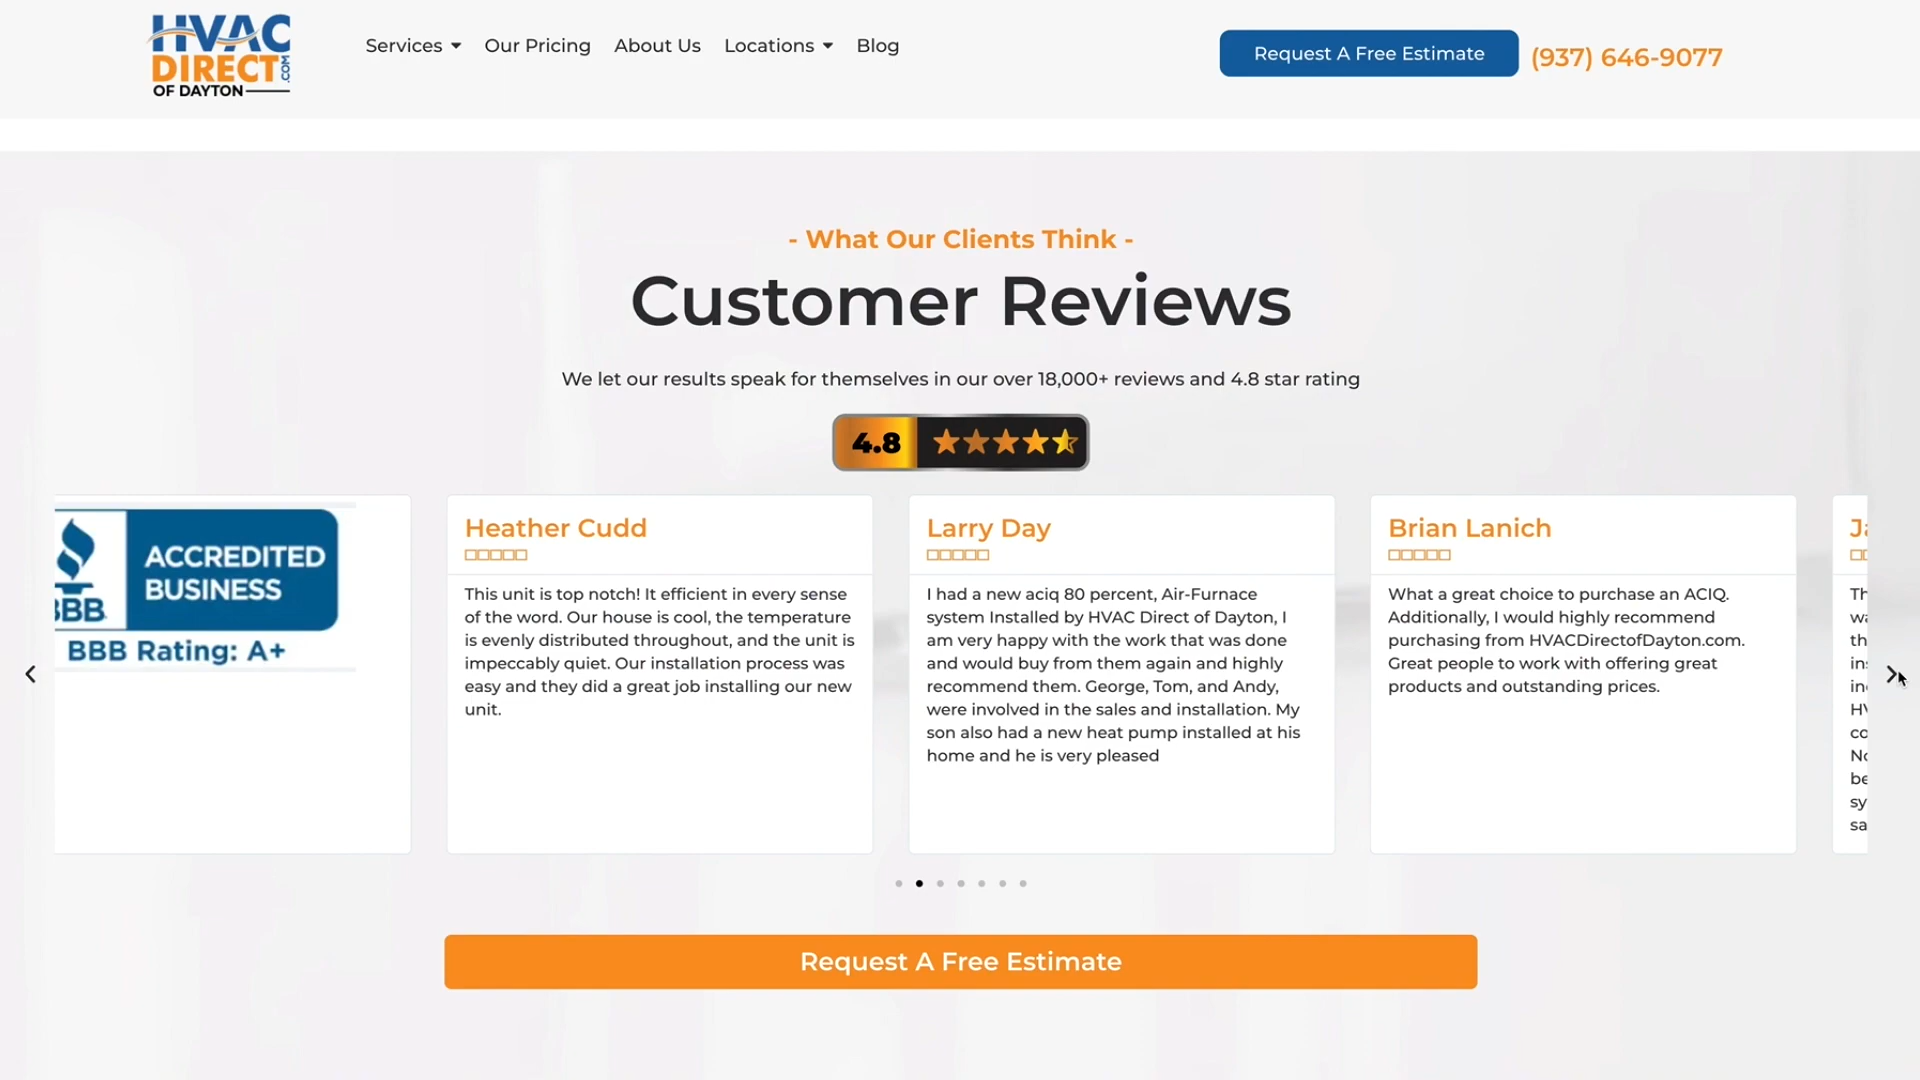 HVAC
DIRECT.COM
OF DAYTON
Services
Our Pricing
About Us
Locations
Blog
Request A Free Estimate
(937) 646-9077
- What Our Clients Think -
Customer Reviews
We let our results speak for themselves in our over 18,000+ reviews and 4.8 star rating
4.8
ACCREDITED
BUSINESS
BBB
BBB Rating: A+
Heather Cudd
This unit is top notch! It efficient in every sense
of the word. Our house is cool, the temperature
is evenly distributed throughout, and the unit is
impeccably quiet. Our installation process was
easy and they did a great job installing our new
unit.
Larry Day
I had a new aciq 80 percent, Air-Furnace
system Installed by HVAC Direct of Dayton, I
am very happy with the work that was done
and would buy from them again and highly
recommend them. George, Tom, and Andy,
were involved in the sales and installation. My
son also had a new heat pump installed at his
home and he is very pleased
Brian Lanich
What a great choice to purchase an ACIQ.
Additionally, I would highly recommend
purchasing from HVACDirectofDayton.com.
Great people to work with offering great
products and outstanding prices.
Request A Free Estimate